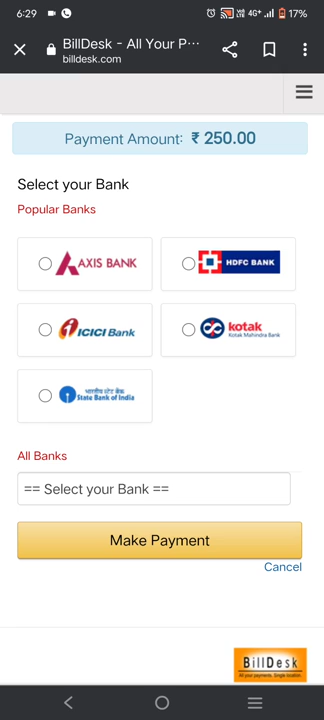 6:29
4G+
17%
BillDesk - All Your P···
billdesk.com
Payment Amount: ₹ 250.00
Select your Bank
Popular Banks
AXIS BANK
HDFC BANK
ICICI Bank
kotak
Kotak Mahindra Bank
भारतीय स्टेट बैंक
State Bank of India
All Banks
== Select your Bank ==
Make Payment
Cancel
BillDesk
All your payments. Single location.